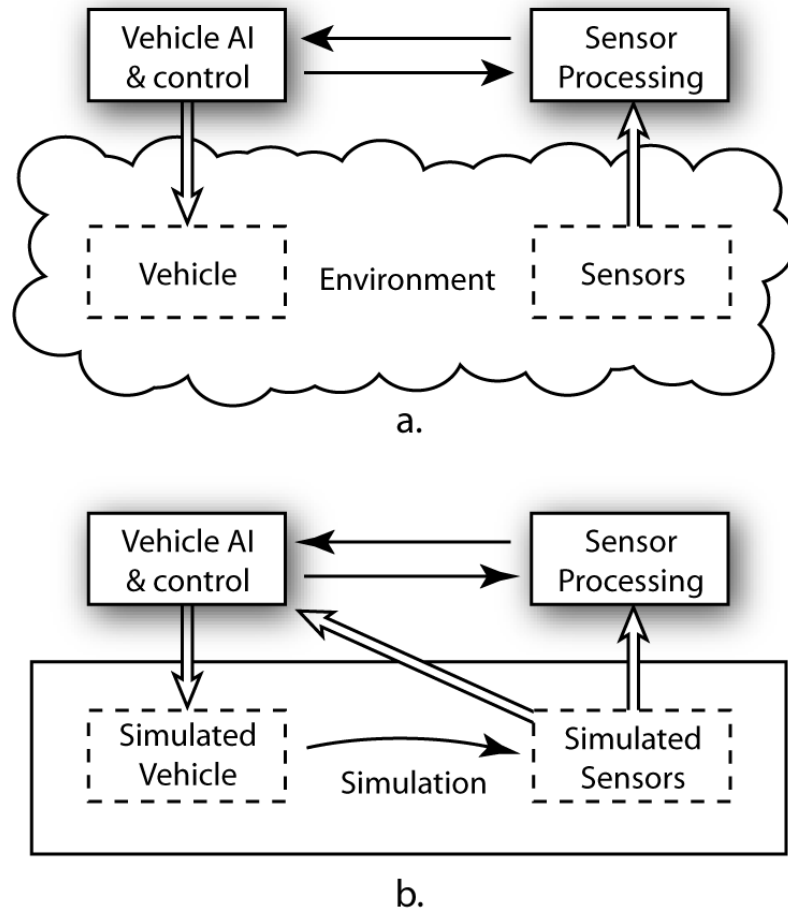 Vehicle AI
& control
Sensor
Processing
Vehicle
Environment
Sensors
a.
Vehicle AI
& control
Sensor
Processing
Simulated
Vehicle
Simulation
Simulated
Sensors
b.